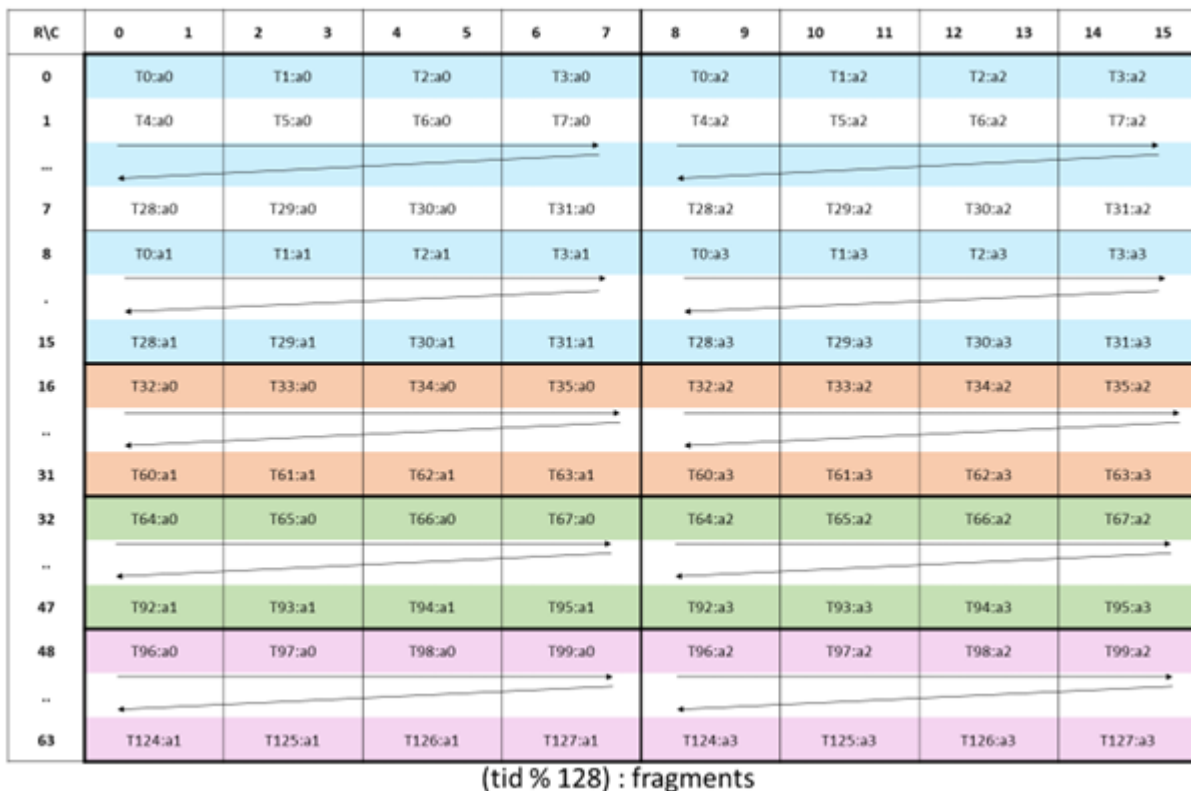 R\C 0 1 2 3 4 5 6 7 8 9 10 11 12 13 14 15
0 T0:a0 T1:a0 T2:a0 T3:a0 T0:a2 T1:a2 T2:a2 T3:a2
1 T4:a0 T5:a0 T6:a0 T7:a0 T4:a2 T5:a2 T6:a2 T7:a2
...
7 T28:a0 T29:a0 T30:a0 T31:a0 T28:a2 T29:a2 T30:a2 T31:a2
8 T0:a1 T1:a1 T2:a1 T3:a1 T0:a3 T1:a3 T2:a3 T3:a3
.
15 T28:a1 T29:a1 T30:a1 T31:a1 T28:a3 T29:a3 T30:a3 T31:a3
16 T32:a0 T33:a0 T34:a0 T35:a0 T32:a2 T33:a2 T34:a2 T35:a2
..
31 T60:a1 T61:a1 T62:a1 T63:a1 T60:a3 T61:a3 T62:a3 T63:a3
32 T64:a0 T65:a0 T66:a0 T67:a0 T64:a2 T65:a2 T66:a2 T67:a2
..
47 T92:a1 T93:a1 T94:a1 T95:a1 T92:a3 T93:a3 T94:a3 T95:a3
48 T96:a0 T97:a0 T98:a0 T99:a0 T96:a2 T97:a2 T98:a2 T99:a2
..
63 T124:a1 T125:a1 T126:a1 T127:a1 T124:a3 T125:a3 T126:a3 T127:a3
(tid % 128) : fragments